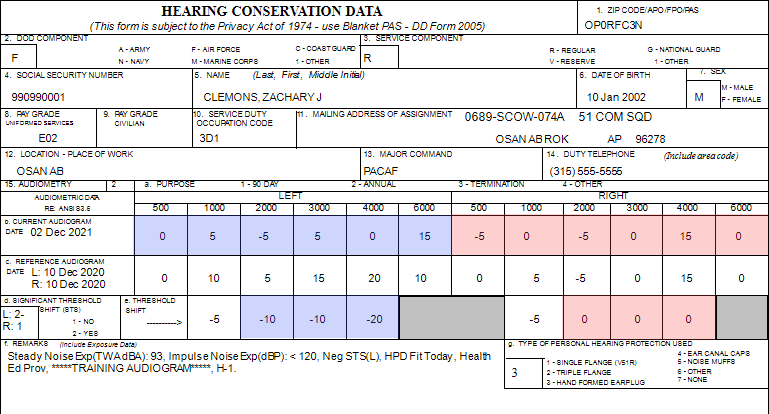 HEARING CONSERVATION DATA
(This form is subject to the Privacy Act of 1974 - use Blanket PAS - DD Form 2005)
1. ZIP CODE/APO/FPO/PAS
OP0RFC3N
2. DOD COMPONENT
F
A - ARMY F - AIR FORCE C - COAST GUARD
N - NAVY M - MARINE CORPS 1 - OTHER
3. SERVICE COMPONENT
R
R - REGULAR G - NATIONAL GUARD
V - RESERVE 1 - OTHER
4. SOCIAL SECURITY NUMBER
990990001
5. NAME (Last, First, Middle Initial)
CLEMONS, ZACHARY J
6. DATE OF BIRTH
10 Jan 2002
7. SEX
M
M - MALE
F - FEMALE
8. PAY GRADE
UNIFORMED SERVICES
E02
9. PAY GRADE
CIVILIAN
10. SERVICE DUTY
OCCUPATION CODE
3D1
11. MAILING ADDRESS OF ASSIGNMENT 0689-SCOW-074A 51 COM SQD
OSAN AB ROK AP 96278
12. LOCATION - PLACE OF WORK
OSAN AB
13. MAJOR COMMAND
PACAF
14. DUTY TELEPHONE (Include area code)
(315) 555-5555
15. AUDIOMETRY 2 a. PURPOSE 1 - 90 DAY 2 - ANNUAL 3 - TERMINATION 4 - OTHER
AUDIOMETRIC DATA
RE: ANSI S3.6
LEFT RIGHT
500 1000 2000 3000 4000 6000 500 1000 2000 3000 4000 6000
b. CURRENT AUDIOGRAM
DATE 02 Dec 2021
0 5 -5 5 0 15 -5 0 -5 0 15 0
c. REFERENCE AUDIOGRAM
DATE L: 10 Dec 2020
R: 10 Dec 2020
0 10 5 15 20 10 0 5 -5 0 15 0
d. SIGNIFICANT THRESHOLD
SHIFT (STS)
L: 2-
R: 1
1 - NO
2 - YES
e. THRESHOLD
SHIFT
---------->
-5 -10 -10 -20 -5 0 0 0
f. REMARKS (Include Exposure Data)
Steady Noise Exp(TWA dBA): 93, Impulse Noise Exp(dBP): < 120, Neg STS(L), HPD Fit Today, Health
Ed Prov, *****TRAINING AUDIOGRAM*****, H-1.
g. TYPE OF PERSONAL HEARING PROTECTION USED
3
1 - SINGLE FLANGE (V51R)
2 - TRIPLE FLANGE
3 - HAND FORMED EARPLUG
4 - EAR CANAL CAPS
5 - NOISE MUFFS
6 - OTHER
7 - NONE